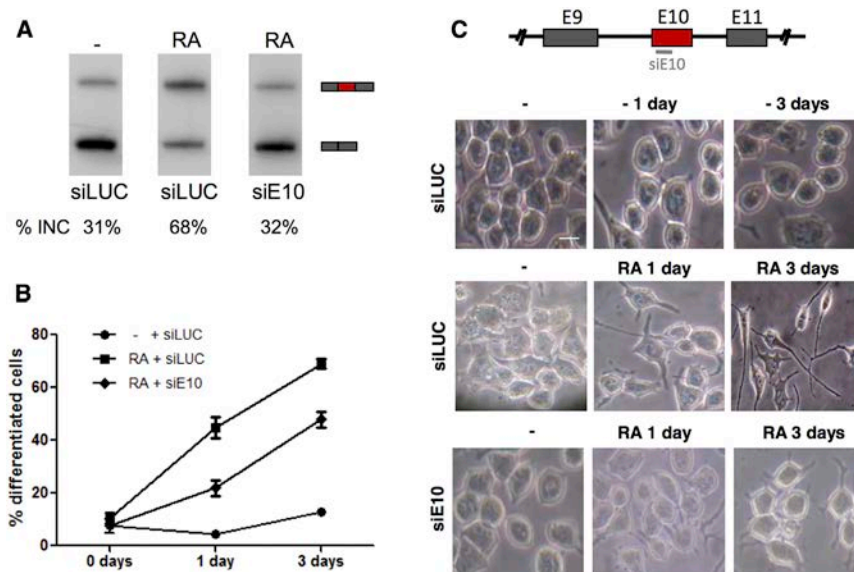 A
- RA RA
siLUC siLUC siE10
% INC 31% 68% 32%
B
% differentiated cells
80
60
40
20
0
- + siLUC
RA + siLUC
RA + siE10
0 days 1 day 3 days
C
E9 E10 E11
siE10
- - 1 day - 3 days
siLUC
- RA 1 day RA 3 days
siLUC
- RA 1 day RA 3 days
siE10